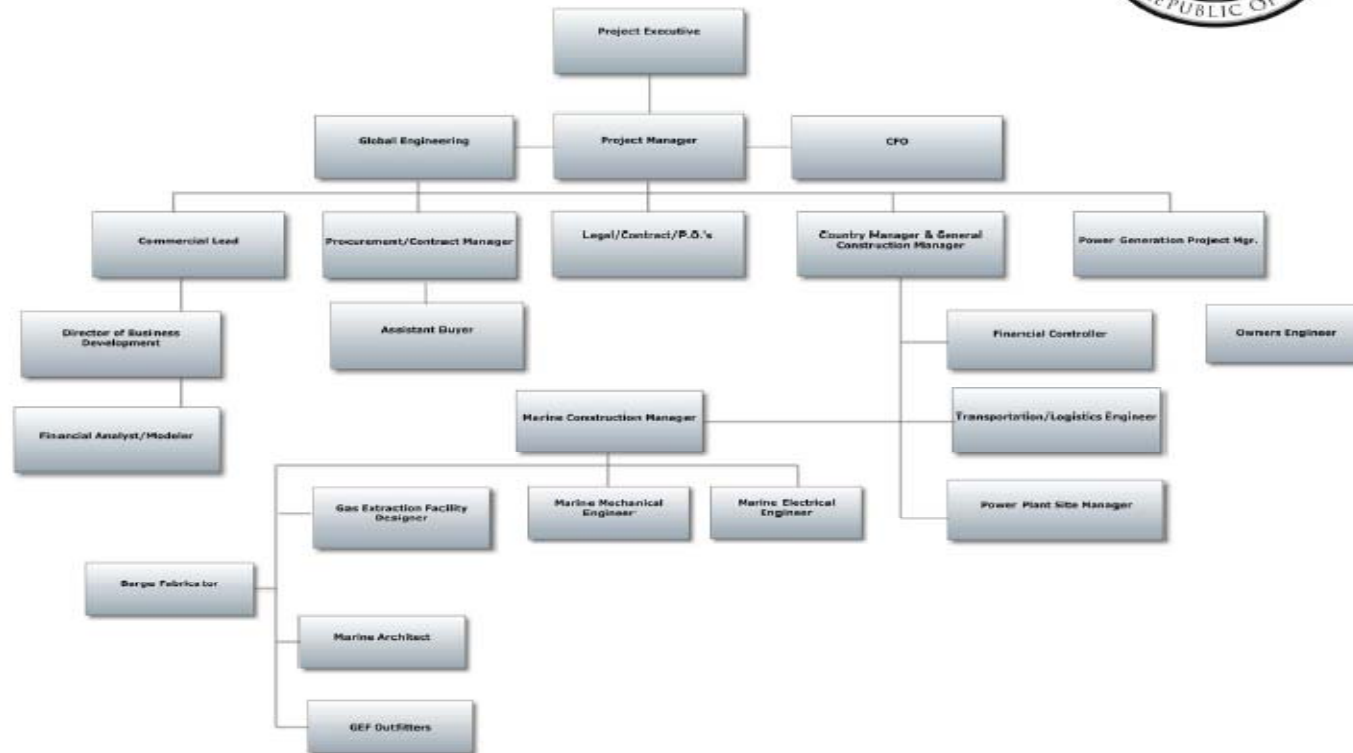 REPUBLIC OF
Project Executive
Global Engineering
Project Manager
CFO
Commercial Lead
Procurement/Contract Manager
Legal/Contract/P.O.'s
Country Manager & General
Construction Manager
Power Generation Project Mgr.
Director of Business
Development
Assistant Buyer
Financial Controller
Owners Engineer
Financial Analyst/Modeler
Marine Construction Manager
Transportation/Logistics Engineer
Gas Extraction Facility
Designer
Marine Mechanical
Engineer
Marine Electrical
Engineer
Power Plant Site Manager
Barge Fabricator
Marine Architect
GEF Outfitters